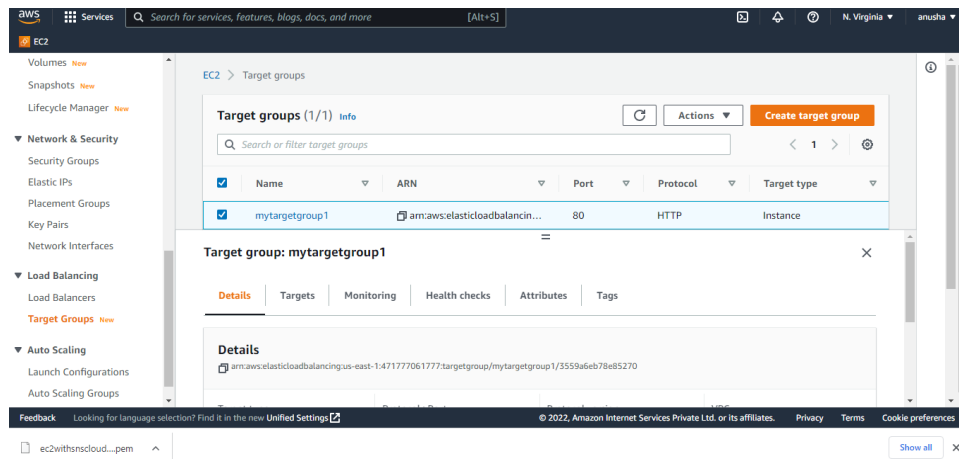 aws Services Search for services, features, blogs, docs, and more [Alt+S] N. Virginia anusha
EC2
Volumes New
Snapshots New
Lifecycle Manager New
Network & Security
Security Groups
Elastic IPs
Placement Groups
Key Pairs
Network Interfaces
Load Balancing
Load Balancers
Target Groups New
Auto Scaling
Launch Configurations
Auto Scaling Groups
EC2 > Target groups
Target groups (1/1) Info Actions Create target group
Search or filter target groups 1
Name ARN Port Protocol Target type
mytargetgroup1 arn:aws:elasticloadbalancin... 80 HTTP Instance
Target group: mytargetgroup1
Details Targets Monitoring Health checks Attributes Tags
Details
arn:aws:elasticloadbalancing:us-east-1:471777061777:targetgroup/mytargetgroup1/3559a6eb78e85270
Feedback Looking for language selection? Find it in the new Unified Settings © 2022, Amazon Internet Services Private Ltd. or its affiliates. Privacy Terms Cookie preferences
ec2withsnscloud....pem Show all